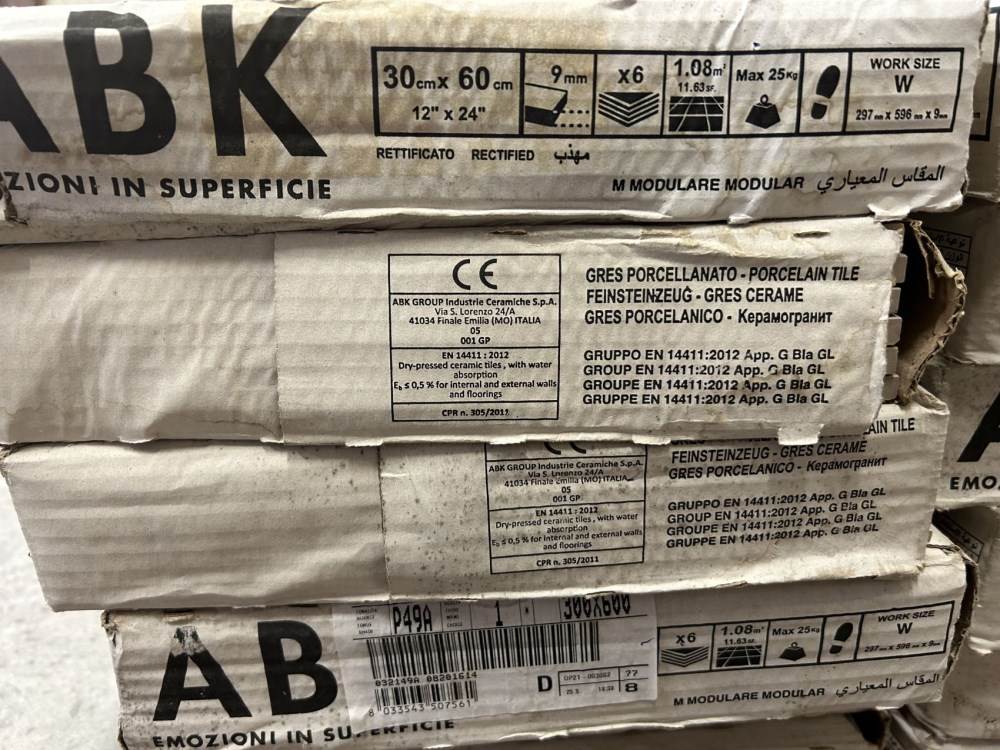 ABK
30cm x 60cm
12" x 24"
9mm
x6
1.08m²
11.63 SF.
Max 25Kg
WORK SIZE
W
297mm x 596mm x 9mm
RETTIFICATO RECTIFIED مهذب
ZIONI IN SUPERFICIE
M MODULARE MODULAR المقاس المعياري
CE
ABK GROUP Industrie Ceramiche S.p.A.
Via S. Lorenzo 24/A
41034 Finale Emilia (MO) ITALIA
05
001 GP
EN 14411 : 2012
Dry-pressed ceramic tiles, with water
absorption
Eb ≤ 0,5 % for internal and external walls
and floorings
CPR n. 305/2011
GRES PORCELLANATO - PORCELAIN TILE
FEINSTEINZEUG - GRES CERAME
GRES PORCELANICO - Керамогранит
GRUPPO EN 14411:2012 App. G BIa GL
GROUP EN 14411:2012 App. G BIa GL
GROUPE EN 14411:2012 App. G BIa GL
GRUPPE EN 14411:2012 App. G BIa GL
AIN TILE
FEINSTEINZEUG - GRES CERAME
GRES PORCELANICO - Керамогранит
ABK GROUP Industrie Ceramiche S.p.A.
Via S. Lorenzo 24/A
41034 Finale Emilia (MO) ITALIA
05
001 GP
EN 14411 : 2012
Dry-pressed ceramic tiles, with water
absorption
Eb ≤ 0,5 % for internal and external walls
and floorings
CPR n. 305/2011
GRUPPO EN 14411:2012 App. G BIa GL
GROUP EN 14411:2012 App. G BIa GL
GROUPE EN 14411:2012 App. G BIa GL
GRUPPE EN 14411:2012 App. G BIa GL
EMO
AB
P49A
1
300X600
032149A 08201614
8 033543 507561
D
77
8
x6
1.08m²
11.63 SF.
Max 25Kg
WORK SIZE
W
297mm x 596mm x 9mm
M MODULARE MODULAR المقاس المعياري
EMOZIONI IN SU ERFICIE